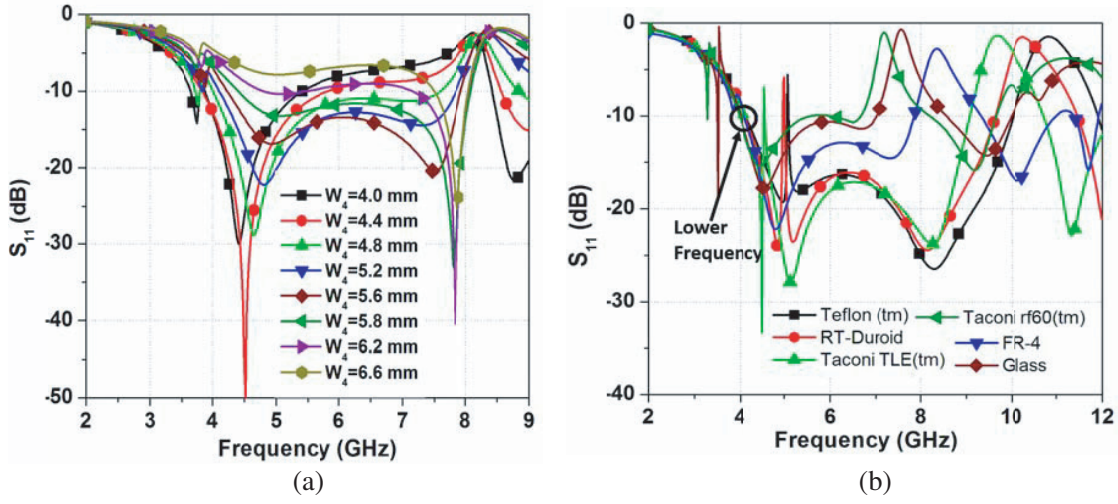 0
-10
-20
-30
-40
-50
S11 (dB)
2 3 4 5 6 7 8 9
Frequency (GHz)
W4=4.0 mm
W4=4.4 mm
W4=4.8 mm
W4=5.2 mm
W4=5.6 mm
W4=5.8 mm
W4=6.2 mm
W4=6.6 mm
(a)
0
-10
-20
-30
-40
S11 (dB)
2 4 6 8 10 12
Frequency (GHz)
Lower
Frequency
Teflon (tm)
RT-Duroid
Taconi TLE(tm)
Taconi rf60(tm)
FR-4
Glass
(b)